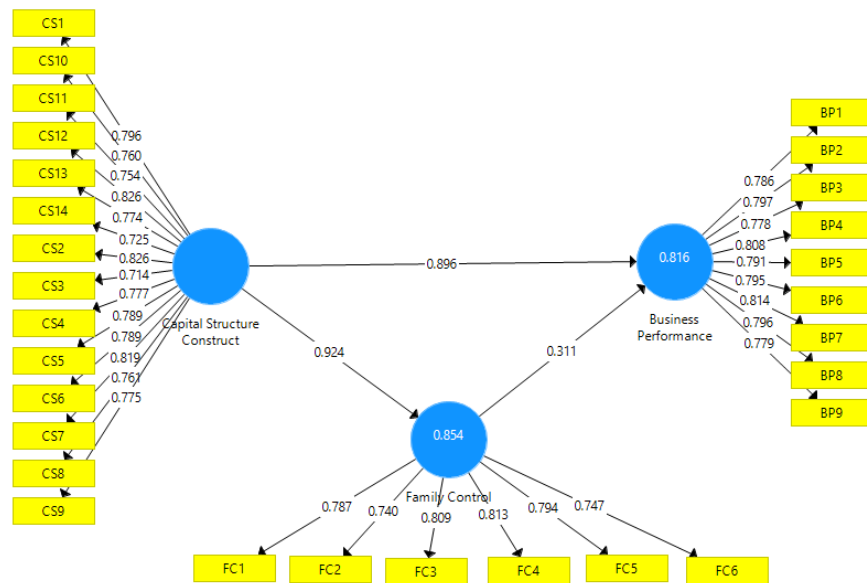 CS1
CS10
CS11
CS12
CS13
CS14
CS2
CS3
CS4
CS5
CS6
CS7
CS8
CS9
0.796
0.760
0.754
0.826
0.774
0.725
0.826
0.714
0.777
0.789
0.789
0.819
0.761
0.775
Capital Structure
Construct
0.896
0.924
0.311
0.816
Business
Performance
0.786
0.797
0.778
0.808
0.791
0.795
0.814
0.796
0.779
BP1
BP2
BP3
BP4
BP5
BP6
BP7
BP8
BP9
0.854
Family Control
0.787
0.740
0.809
0.813
0.794
0.747
FC1
FC2
FC3
FC4
FC5
FC6